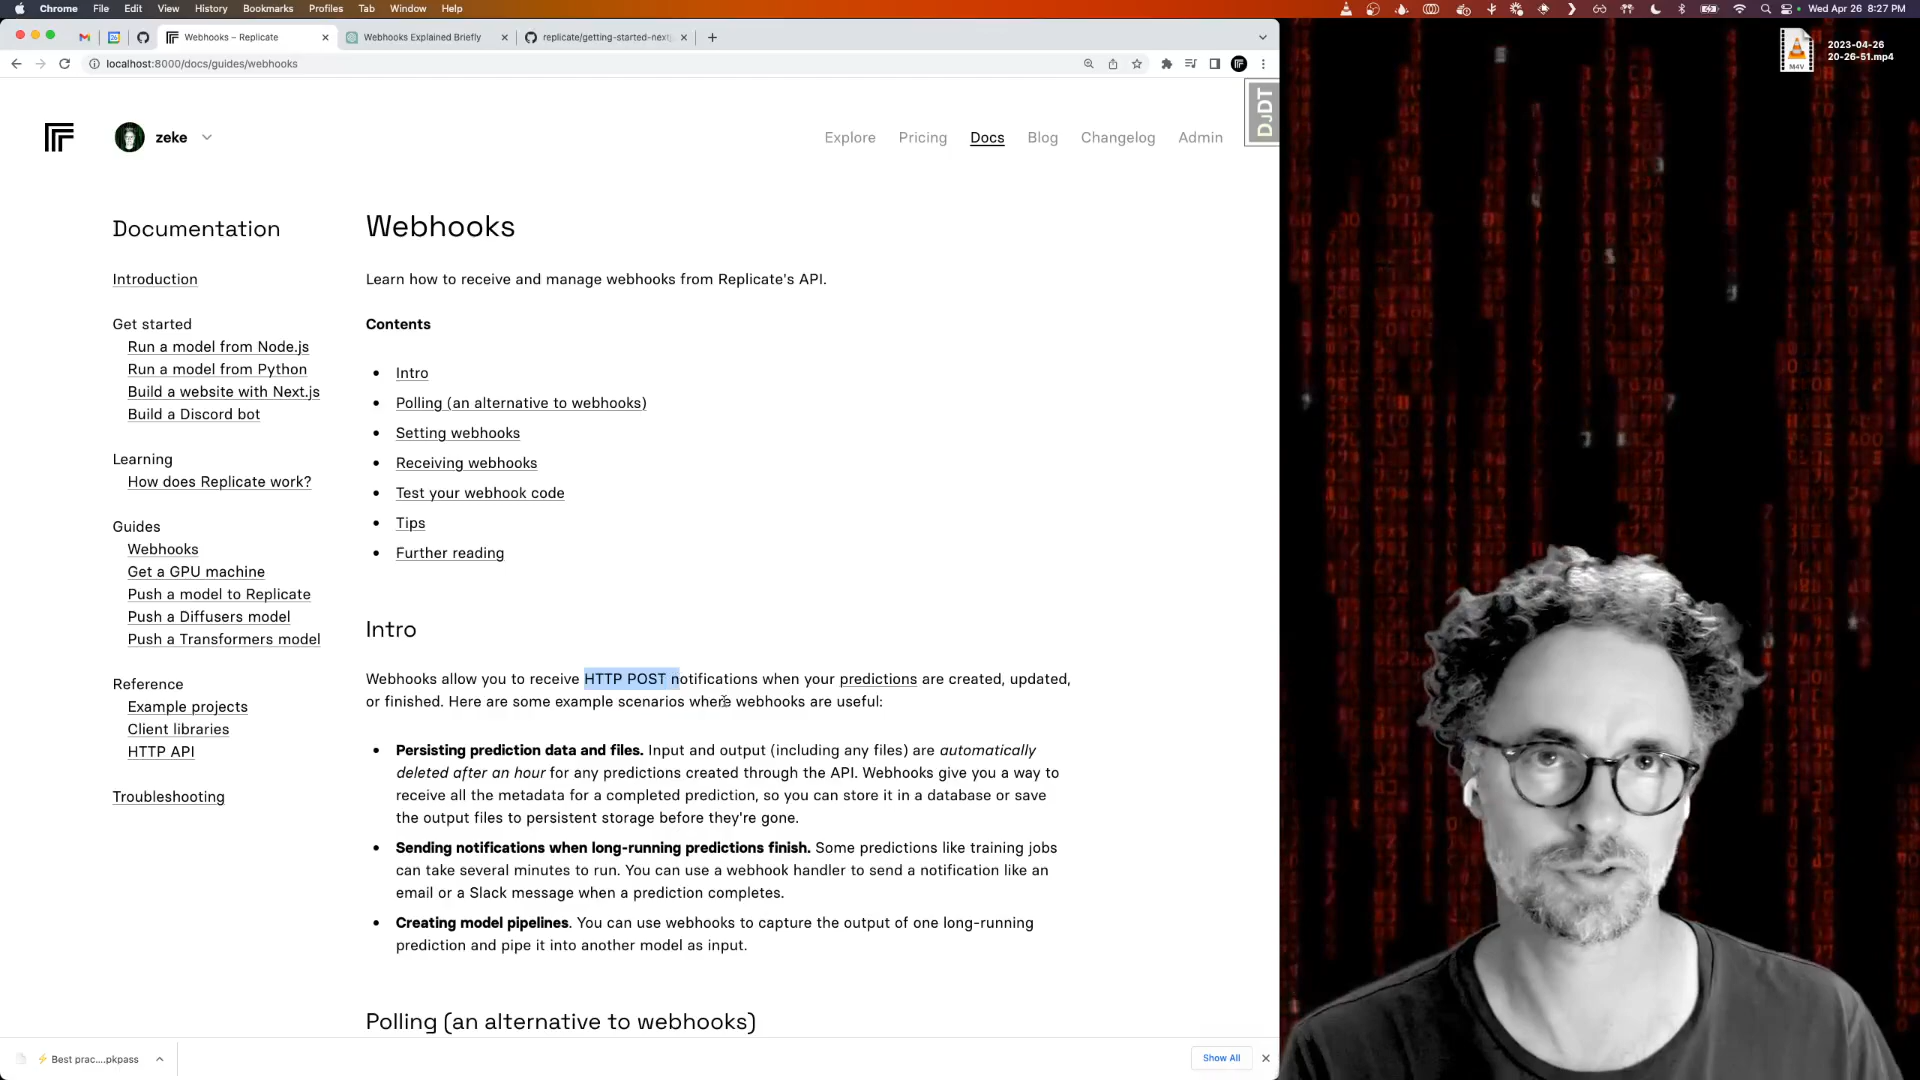 Chrome File Edit View History Bookmarks Profiles Tab Window Help Wed Apr 26 8:27 PM
Webhooks – Replicate Webhooks Explained Briefly replicate/getting-started-next
localhost:8000/docs/guides/webhooks
2023-04-26
20-26-51.mp4
M4V
DJDT
zeke
Explore Pricing Docs Blog Changelog Admin
Documentation
Introduction
Get started
Run a model from Node.js
Run a model from Python
Build a website with Next.js
Build a Discord bot
Learning
How does Replicate work?
Guides
Webhooks
Get a GPU machine
Push a model to Replicate
Push a Diffusers model
Push a Transformers model
Reference
Example projects
Client libraries
HTTP API
Troubleshooting
Webhooks
Learn how to receive and manage webhooks from Replicate's API.
Contents
Intro
Polling (an alternative to webhooks)
Setting webhooks
Receiving webhooks
Test your webhook code
Tips
Further reading
Intro
Webhooks allow you to receive HTTP POST notifications when your predictions are created, updated,
or finished. Here are some example scenarios where webhooks are useful:
Persisting prediction data and files. Input and output (including any files) are automatically
deleted after an hour for any predictions created through the API. Webhooks give you a way to
receive all the metadata for a completed prediction, so you can store it in a database or save
the output files to persistent storage before they're gone.
Sending notifications when long-running predictions finish. Some predictions like training jobs
can take several minutes to run. You can use a webhook handler to send a notification like an
email or a Slack message when a prediction completes.
Creating model pipelines. You can use webhooks to capture the output of one long-running
prediction and pipe it into another model as input.
Polling (an alternative to webhooks)
Best prac....pkpass
Show All